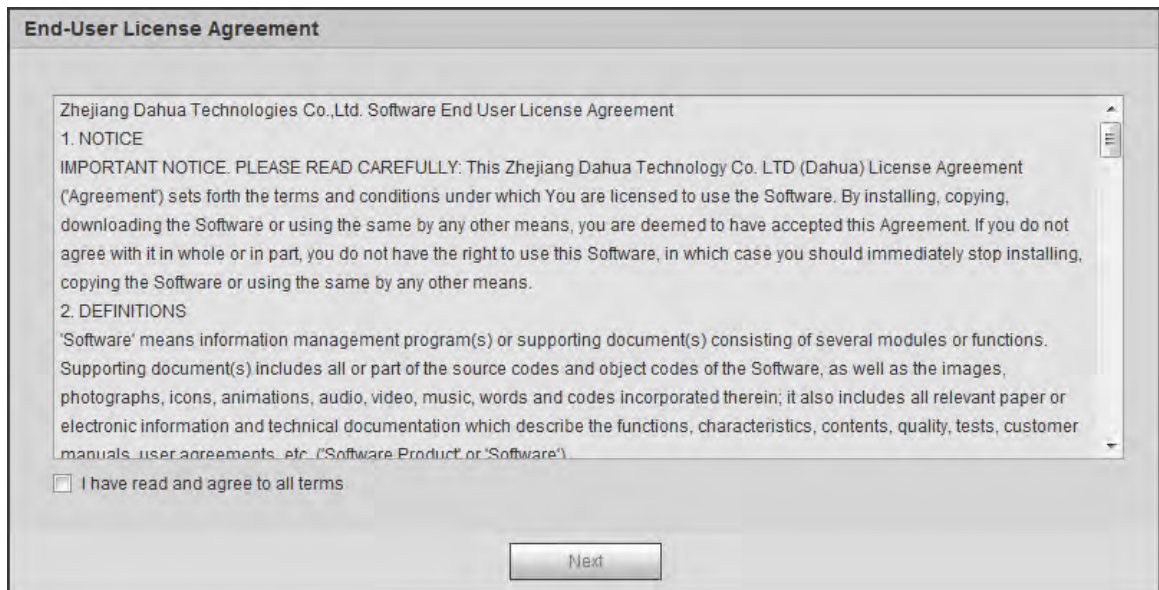 End-User License Agreement
Zhejiang Dahua Technologies Co.,Ltd. Software End User License Agreement
1. NOTICE
IMPORTANT NOTICE. PLEASE READ CAREFULLY: This Zhejiang Dahua Technology Co. LTD (Dahua) License Agreement
('Agreement') sets forth the terms and conditions under which You are licensed to use the Software. By installing, copying,
downloading the Software or using the same by any other means, you are deemed to have accepted this Agreement. If you do not
agree with it in whole or in part, you do not have the right to use this Software, in which case you should immediately stop installing,
copying the Software or using the same by any other means.
2. DEFINITIONS
'Software' means information management program(s) or supporting document(s) consisting of several modules or functions.
Supporting document(s) includes all or part of the source codes and object codes of the Software, as well as the images,
photographs, icons, animations, audio, video, music, words and codes incorporated therein; it also includes all relevant paper or
electronic information and technical documentation which describe the functions, characteristics, contents, quality, tests, customer
manuals, user agreements, etc. ('Software Product' or 'Software')
I have read and agree to all terms
Next